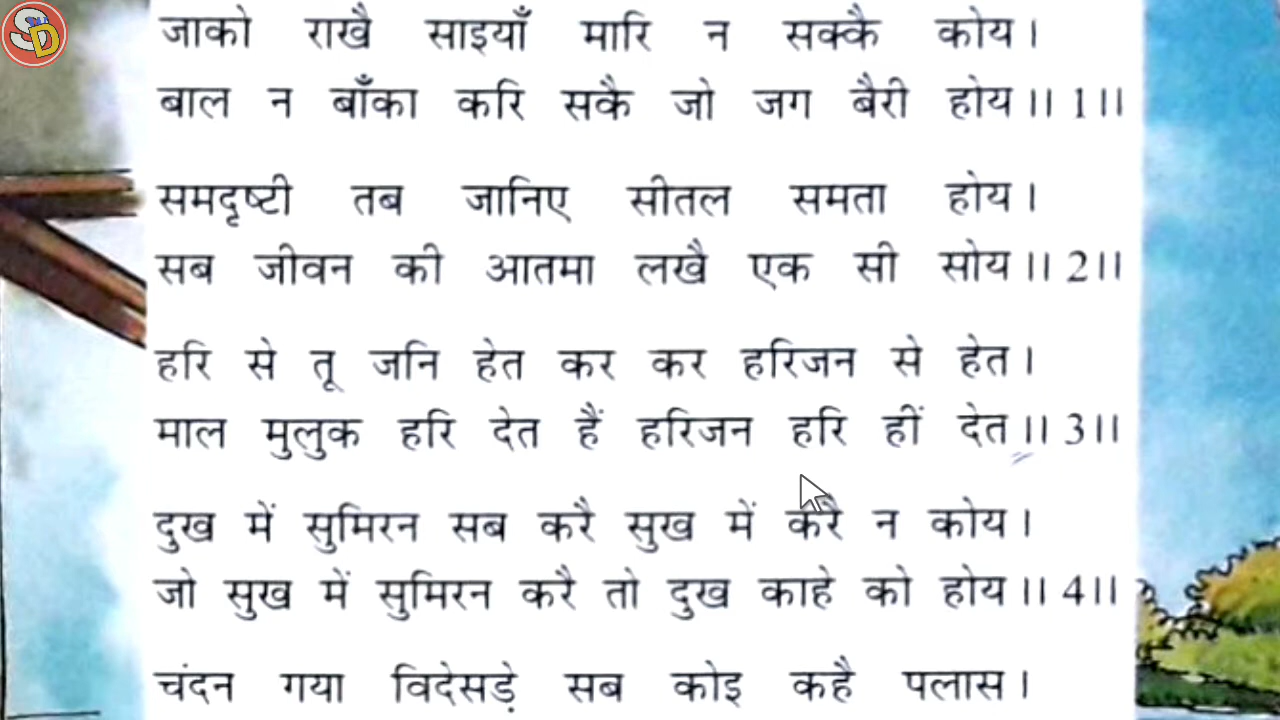 SD
जाको राखै साइयाँ मारि न सक्कै कोय।
बाल न बाँका करि सकै जो जग बैरी होय॥ 1॥
समदृष्टी तब जानिए सीतल समता होय।
सब जीवन की आतमा लखै एक सी सोय॥ 2॥
हरि से तू जनि हेत कर कर हरिजन से हेत।
माल मुलुक हरि देत हैं हरिजन हरि हीं देत॥ 3॥
दुख में सुमिरन सब करै सुख में करै न कोय।
जो सुख में सुमिरन करै तो दुख काहे को होय॥ 4॥
चंदन गया विदेसड़े सब कोइ कहै पलास।